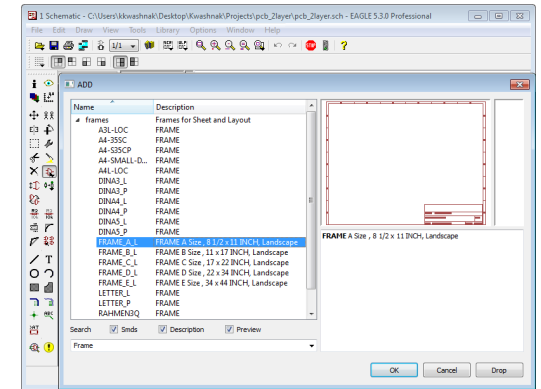 1 Schematic - C:\Users\kkwashnak\Desktop\Kwashnak\Projects\pcb_2layer\pcb_2layer.sch - EAGLE 5.3.0 Professional
File Edit Draw View Tools Library Options Window Help
1/1
ADD
Name Description
frames Frames for Sheet and Layout
A3L-LOC FRAME
A4-35SC FRAME
A4-S35CP FRAME
A4-SMALL-D... FRAME
A4L-LOC FRAME
DINA3_L FRAME
DINA3_P FRAME
DINA4_L FRAME
DINA4_P FRAME
DINA5_L FRAME
DINA5_P FRAME
FRAME_A_L FRAME A Size , 8 1/2 x 11 INCH, Landscape
FRAME_B_L FRAME B Size , 11 x 17 INCH, Landscape
FRAME_C_L FRAME C Size , 17 x 22 INCH, Landscape
FRAME_D_L FRAME D Size , 22 x 34 INCH, Landscape
FRAME_E_L FRAME E Size , 34 x 44 INCH, Landscape
LETTER_L FRAME
LETTER_P FRAME
RAHMEN3Q FRAME
FRAME A Size , 8 1/2 x 11 INCH, Landscape
Search Smds Description Preview
Frame
OK Cancel Drop